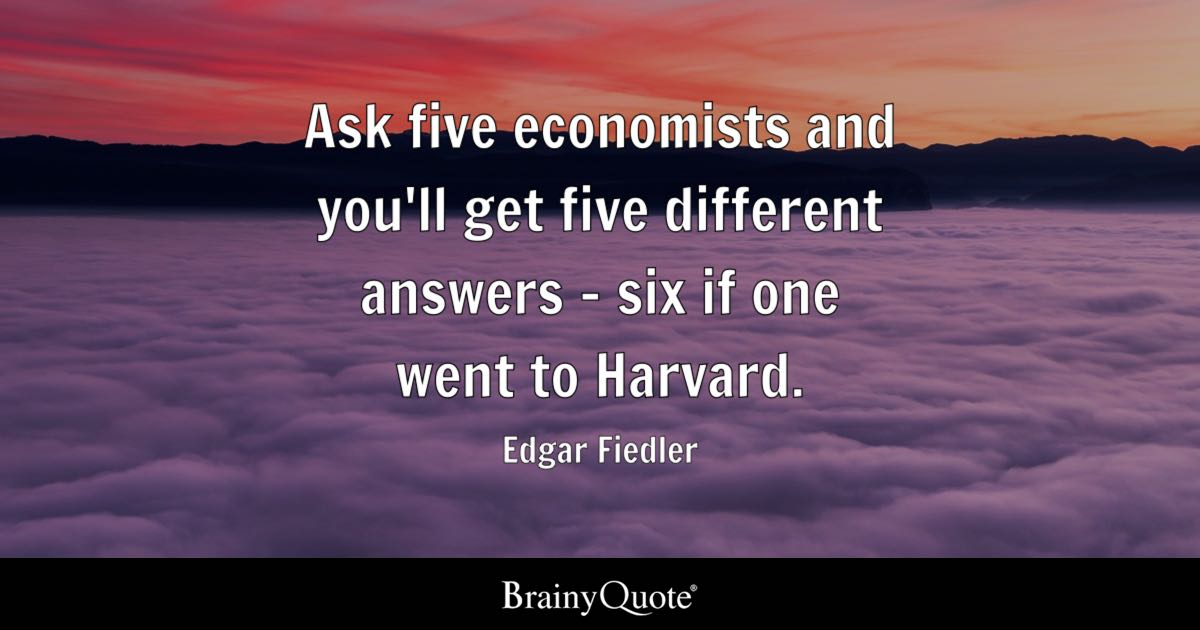 Ask five economists and
you'll get five different
answers - six if one
went to Harvard.
Edgar Fiedler
BrainyQuote®